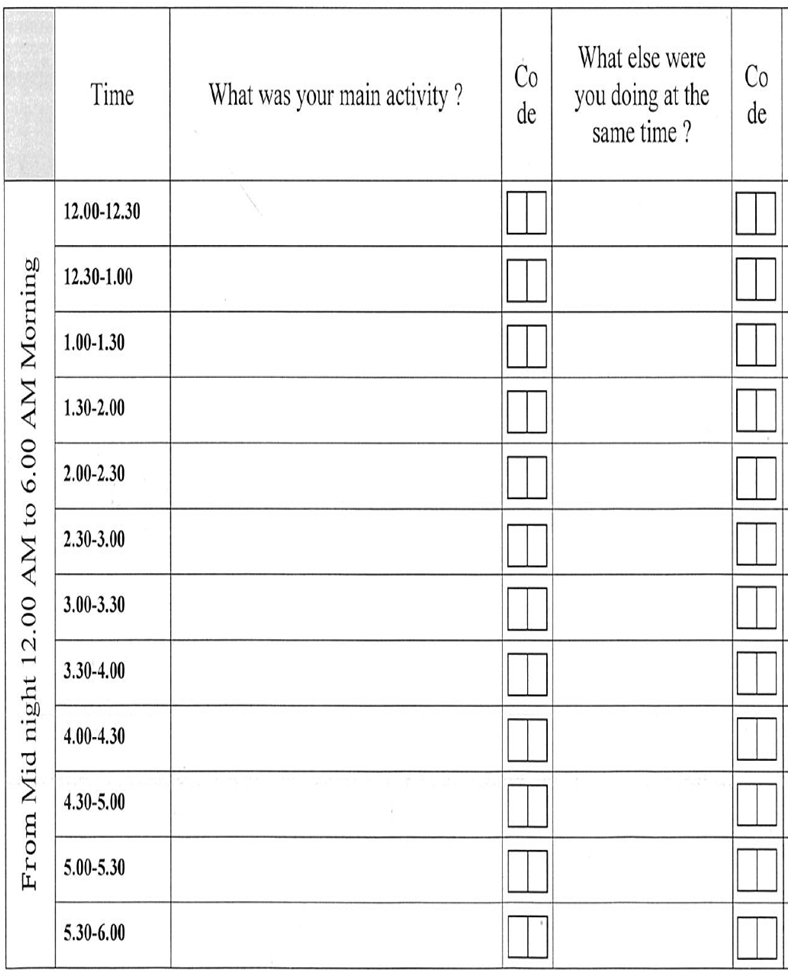 Time
What was your main activity ?
Co
de
What else were
you doing at the
same time ?
Co
de
From Mid night 12.00 AM to 6.00 AM Morning
12.00-12.30
12.30-1.00
1.00-1.30
1.30-2.00
2.00-2.30
2.30-3.00
3.00-3.30
3.30-4.00
4.00-4.30
4.30-5.00
5.00-5.30
5.30-6.00